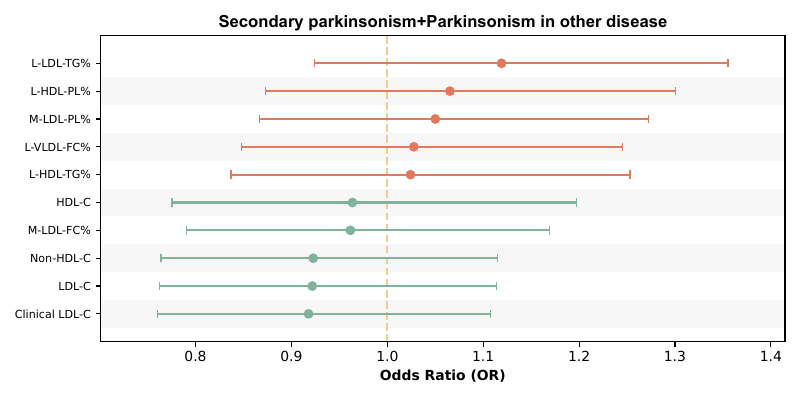 Secondary parkinsonism+Parkinsonism in other disease
L-LDL-TG%
L-HDL-PL%
M-LDL-PL%
L-VLDL-FC%
L-HDL-TG%
HDL-C
M-LDL-FC%
Non-HDL-C
LDL-C
Clinical LDL-C
0.8 0.9 1.0 1.1 1.2 1.3 1.4
Odds Ratio (OR)